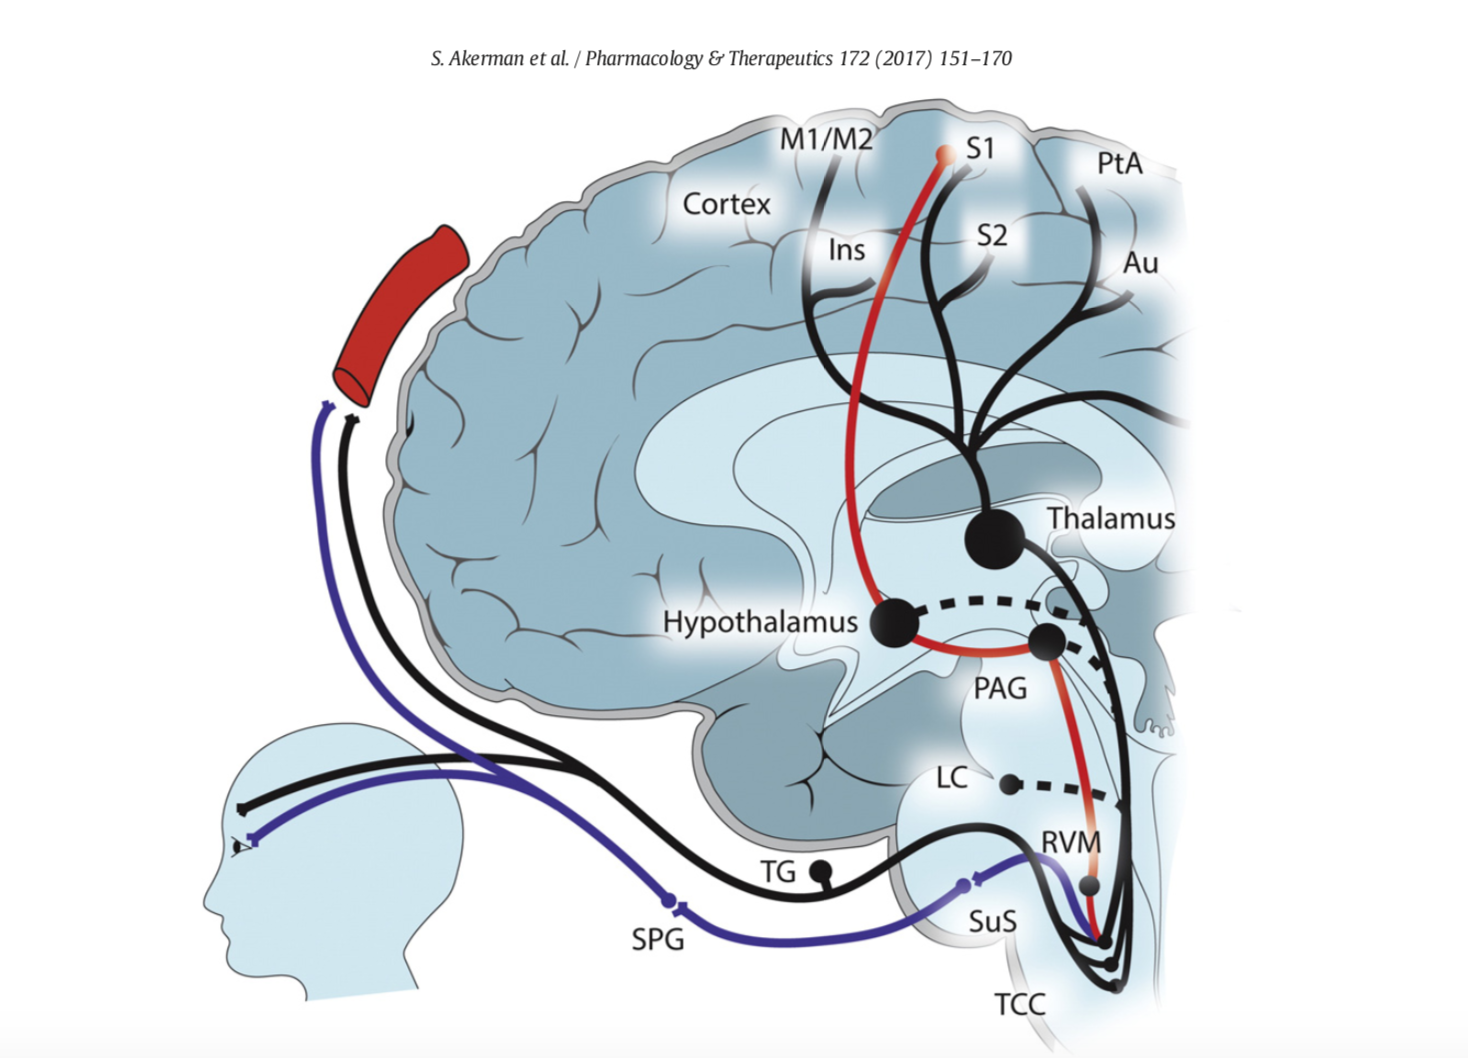 S. Akerman et al. / Pharmacology & Therapeutics 172 (2017) 151–170
M1/M2
S1
PtA
Cortex
Ins
S2
Au
Thalamus
Hypothalamus
PAG
LC
RVM
TG
SuS
SPG
TCC